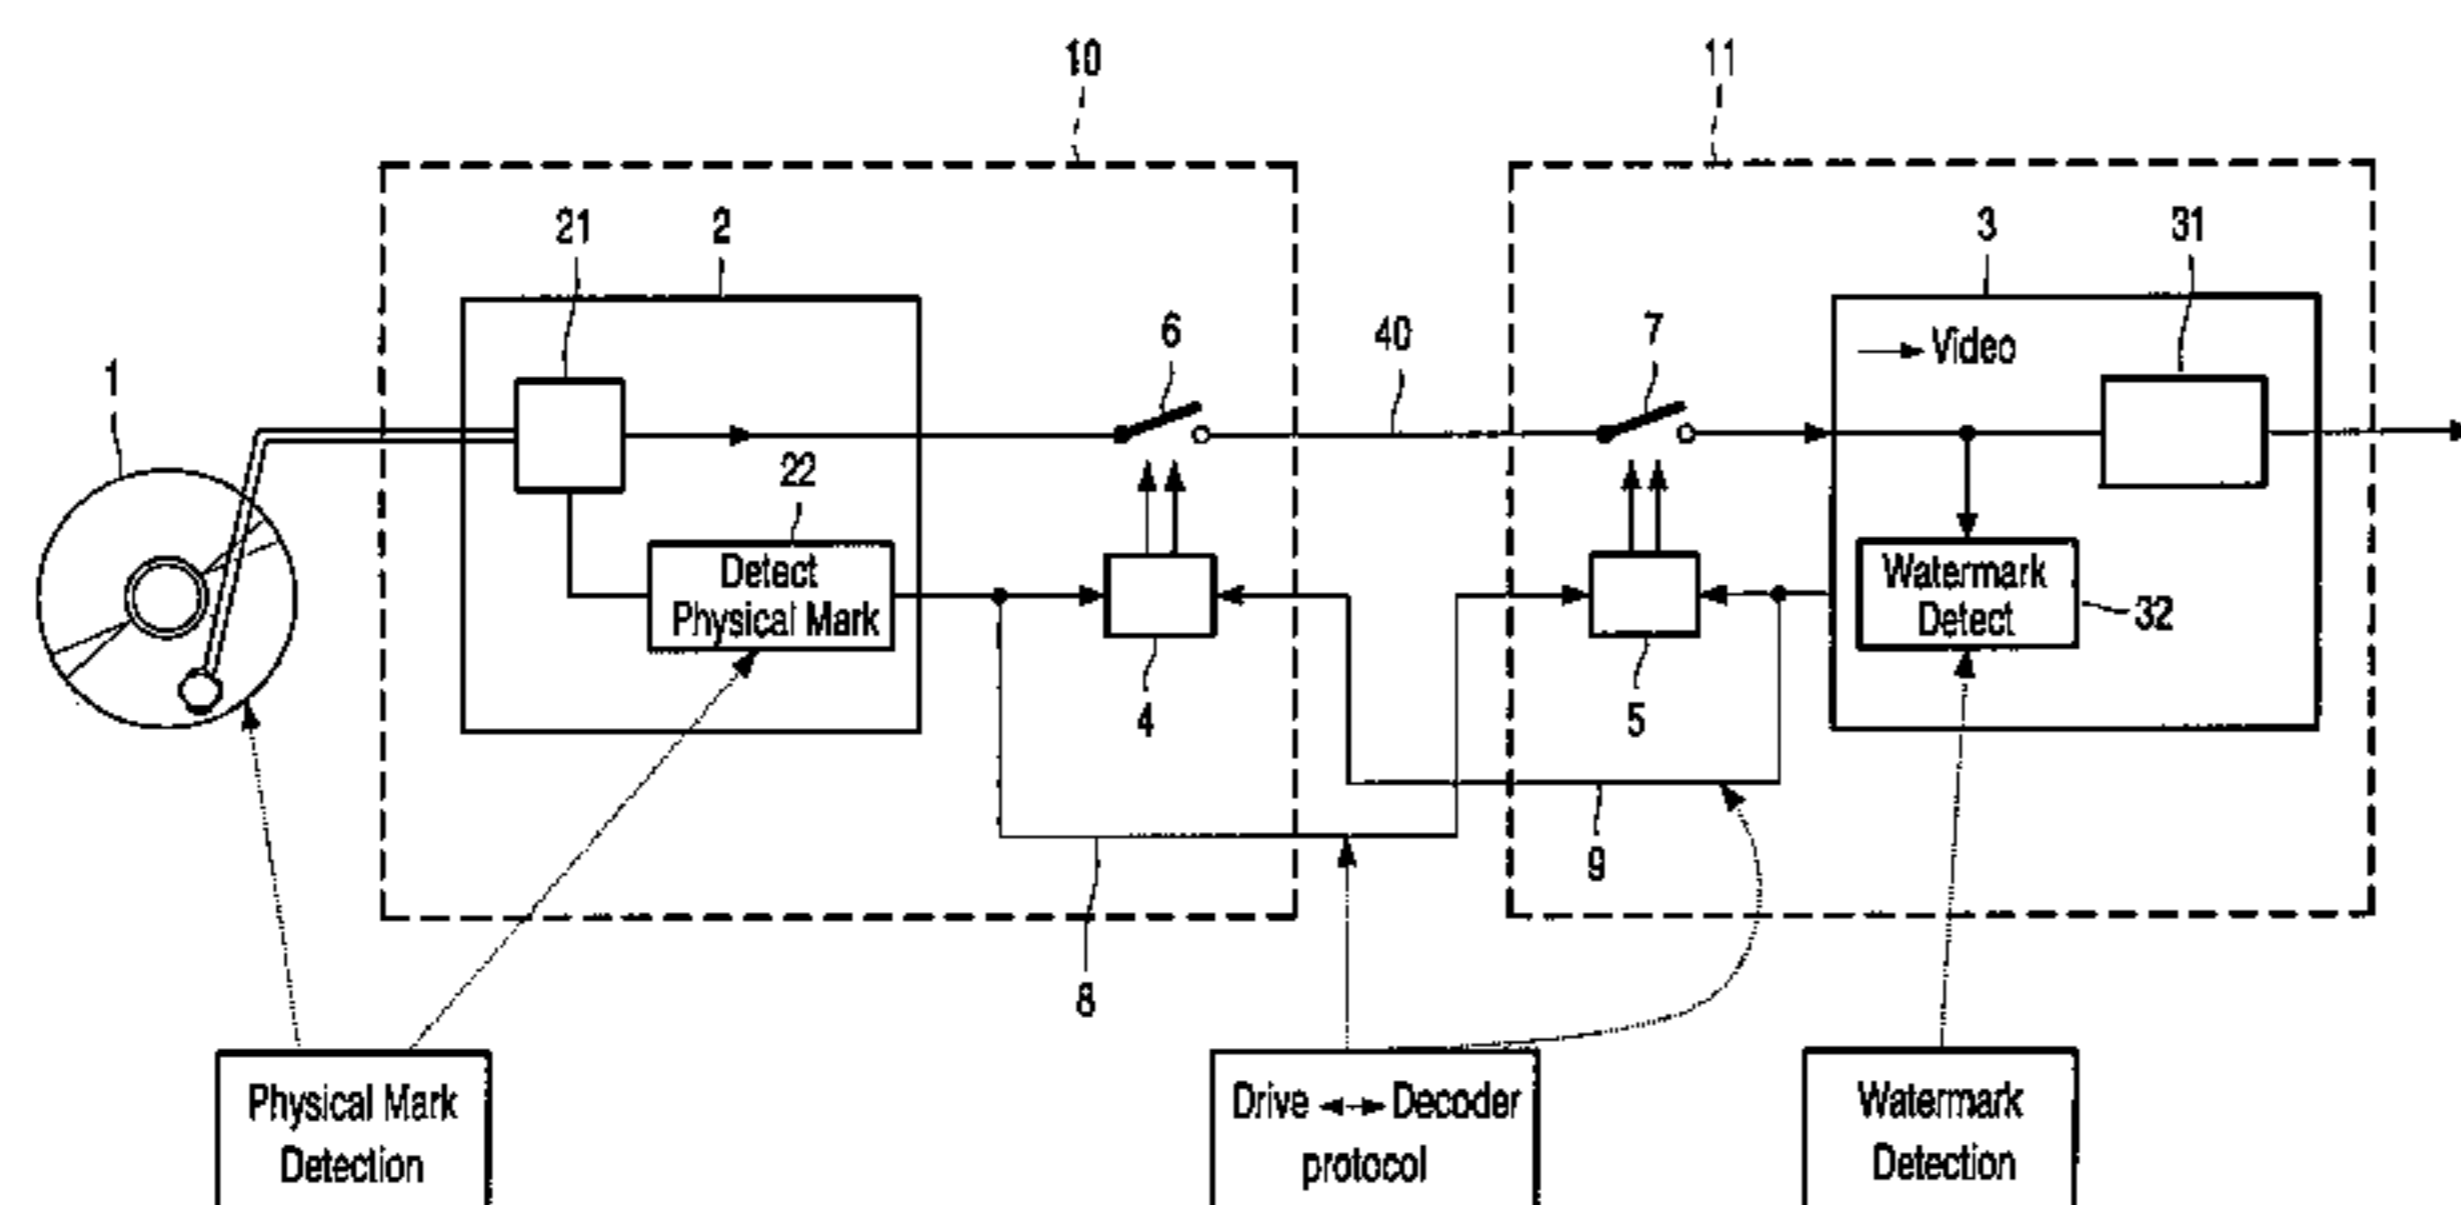 10
11
21
2
3
31
1
6
40
7
Video
22
Detect
Physical Mark
Watermark
Detect
32
4
5
9
8
Physical Mark
Detection
Drive ◄-► Decoder
protocol
Watermark
Detection